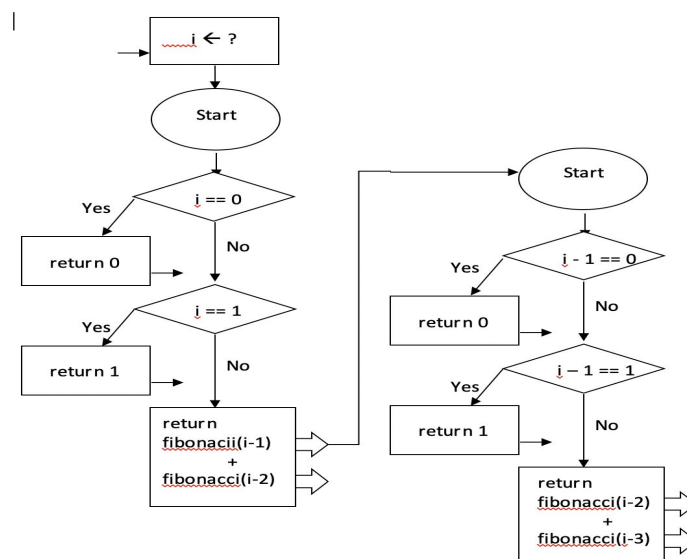 i ← ?
Start
i == 0
Yes
No
return 0
i == 1
Yes
No
return 1
return
fibonacii(i-1)
+
fibonacci(i-2)
Start
i - 1 == 0
Yes
No
return 0
i – 1 == 1
Yes
No
return 1
return
fibonacci(i-2)
+
fibonacci(i-3)